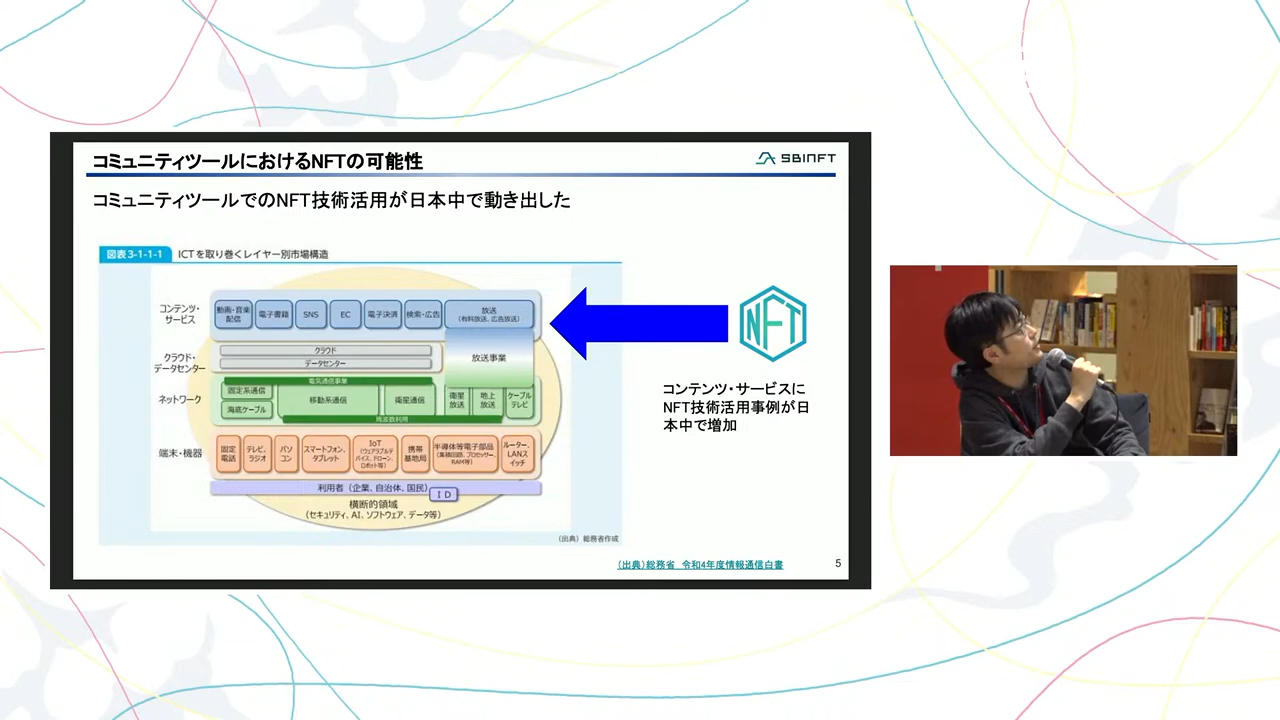 コミュニティツールにおけるNFTの可能性
SBINFT
コミュニティツールでのNFT技術活用が日本中で動き出した
図表3-1-1-1 ICTを取り巻くレイヤー別市場構造
コンテンツ・
サービス
動画・音楽
配信
電子書籍
SNS
EC
電子決済
検索・広告
放送
(有料放送、広告放送)
クラウド・
データセンター
クラウド
データセンター
放送事業
ネットワーク
電気通信事業
固定系通信
海底ケーブル
移動系通信
衛星通信
衛星
放送
地上
放送
ケーブル
テレビ
周波数利用
端末・機器
固定
電話
テレビ、
ラジオ
パソ
コン
スマートフォン、
タブレット
IoT
(ウェアラブルデ
バイス、ドローン、
ロボット等)
携帯
基地局
半導体等電子部品
(集積回路、プロセッサー、
RAM等)
ルーター、
LANス
イッチ
利用者(企業、自治体、国民)
ID
横断的領域
(セキュリティ、AI、ソフトウェア、データ等)
(出典)総務省作成
NFT
コンテンツ・サービスに
NFT技術活用事例が日
本中で増加
(出典)総務省 令和4年度情報通信白書
5